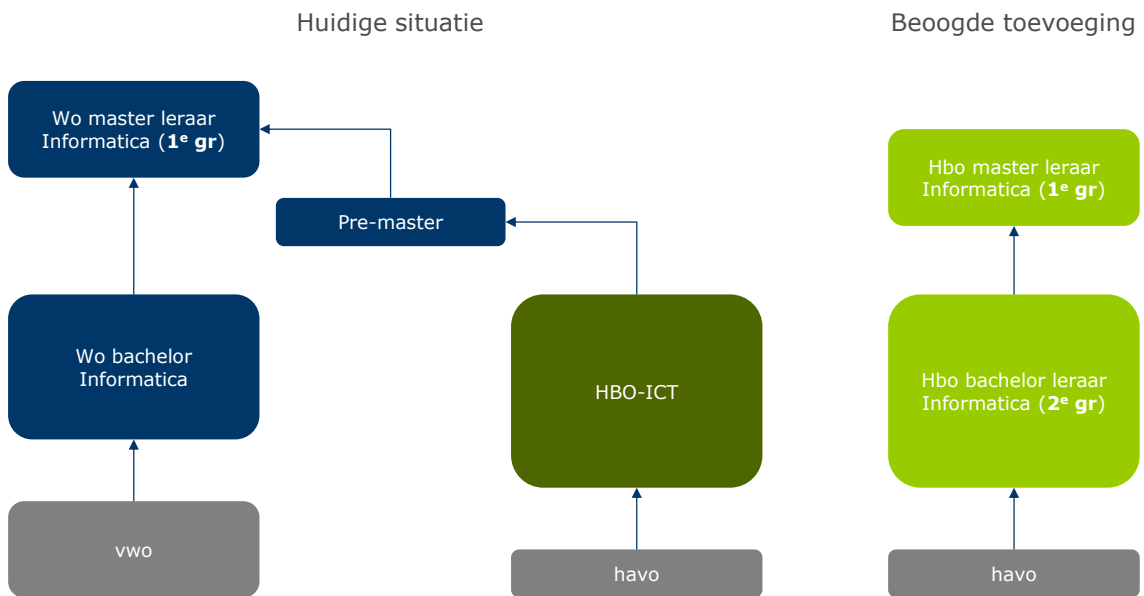 Huidige situatie
Beoogde toevoeging
Wo master leraar
Informatica (1e gr)
Pre-master
Hbo master leraar
Informatica (1e gr)
Wo bachelor
Informatica
HBO-ICT
Hbo bachelor leraar
Informatica (2e gr)
vwo
havo
havo